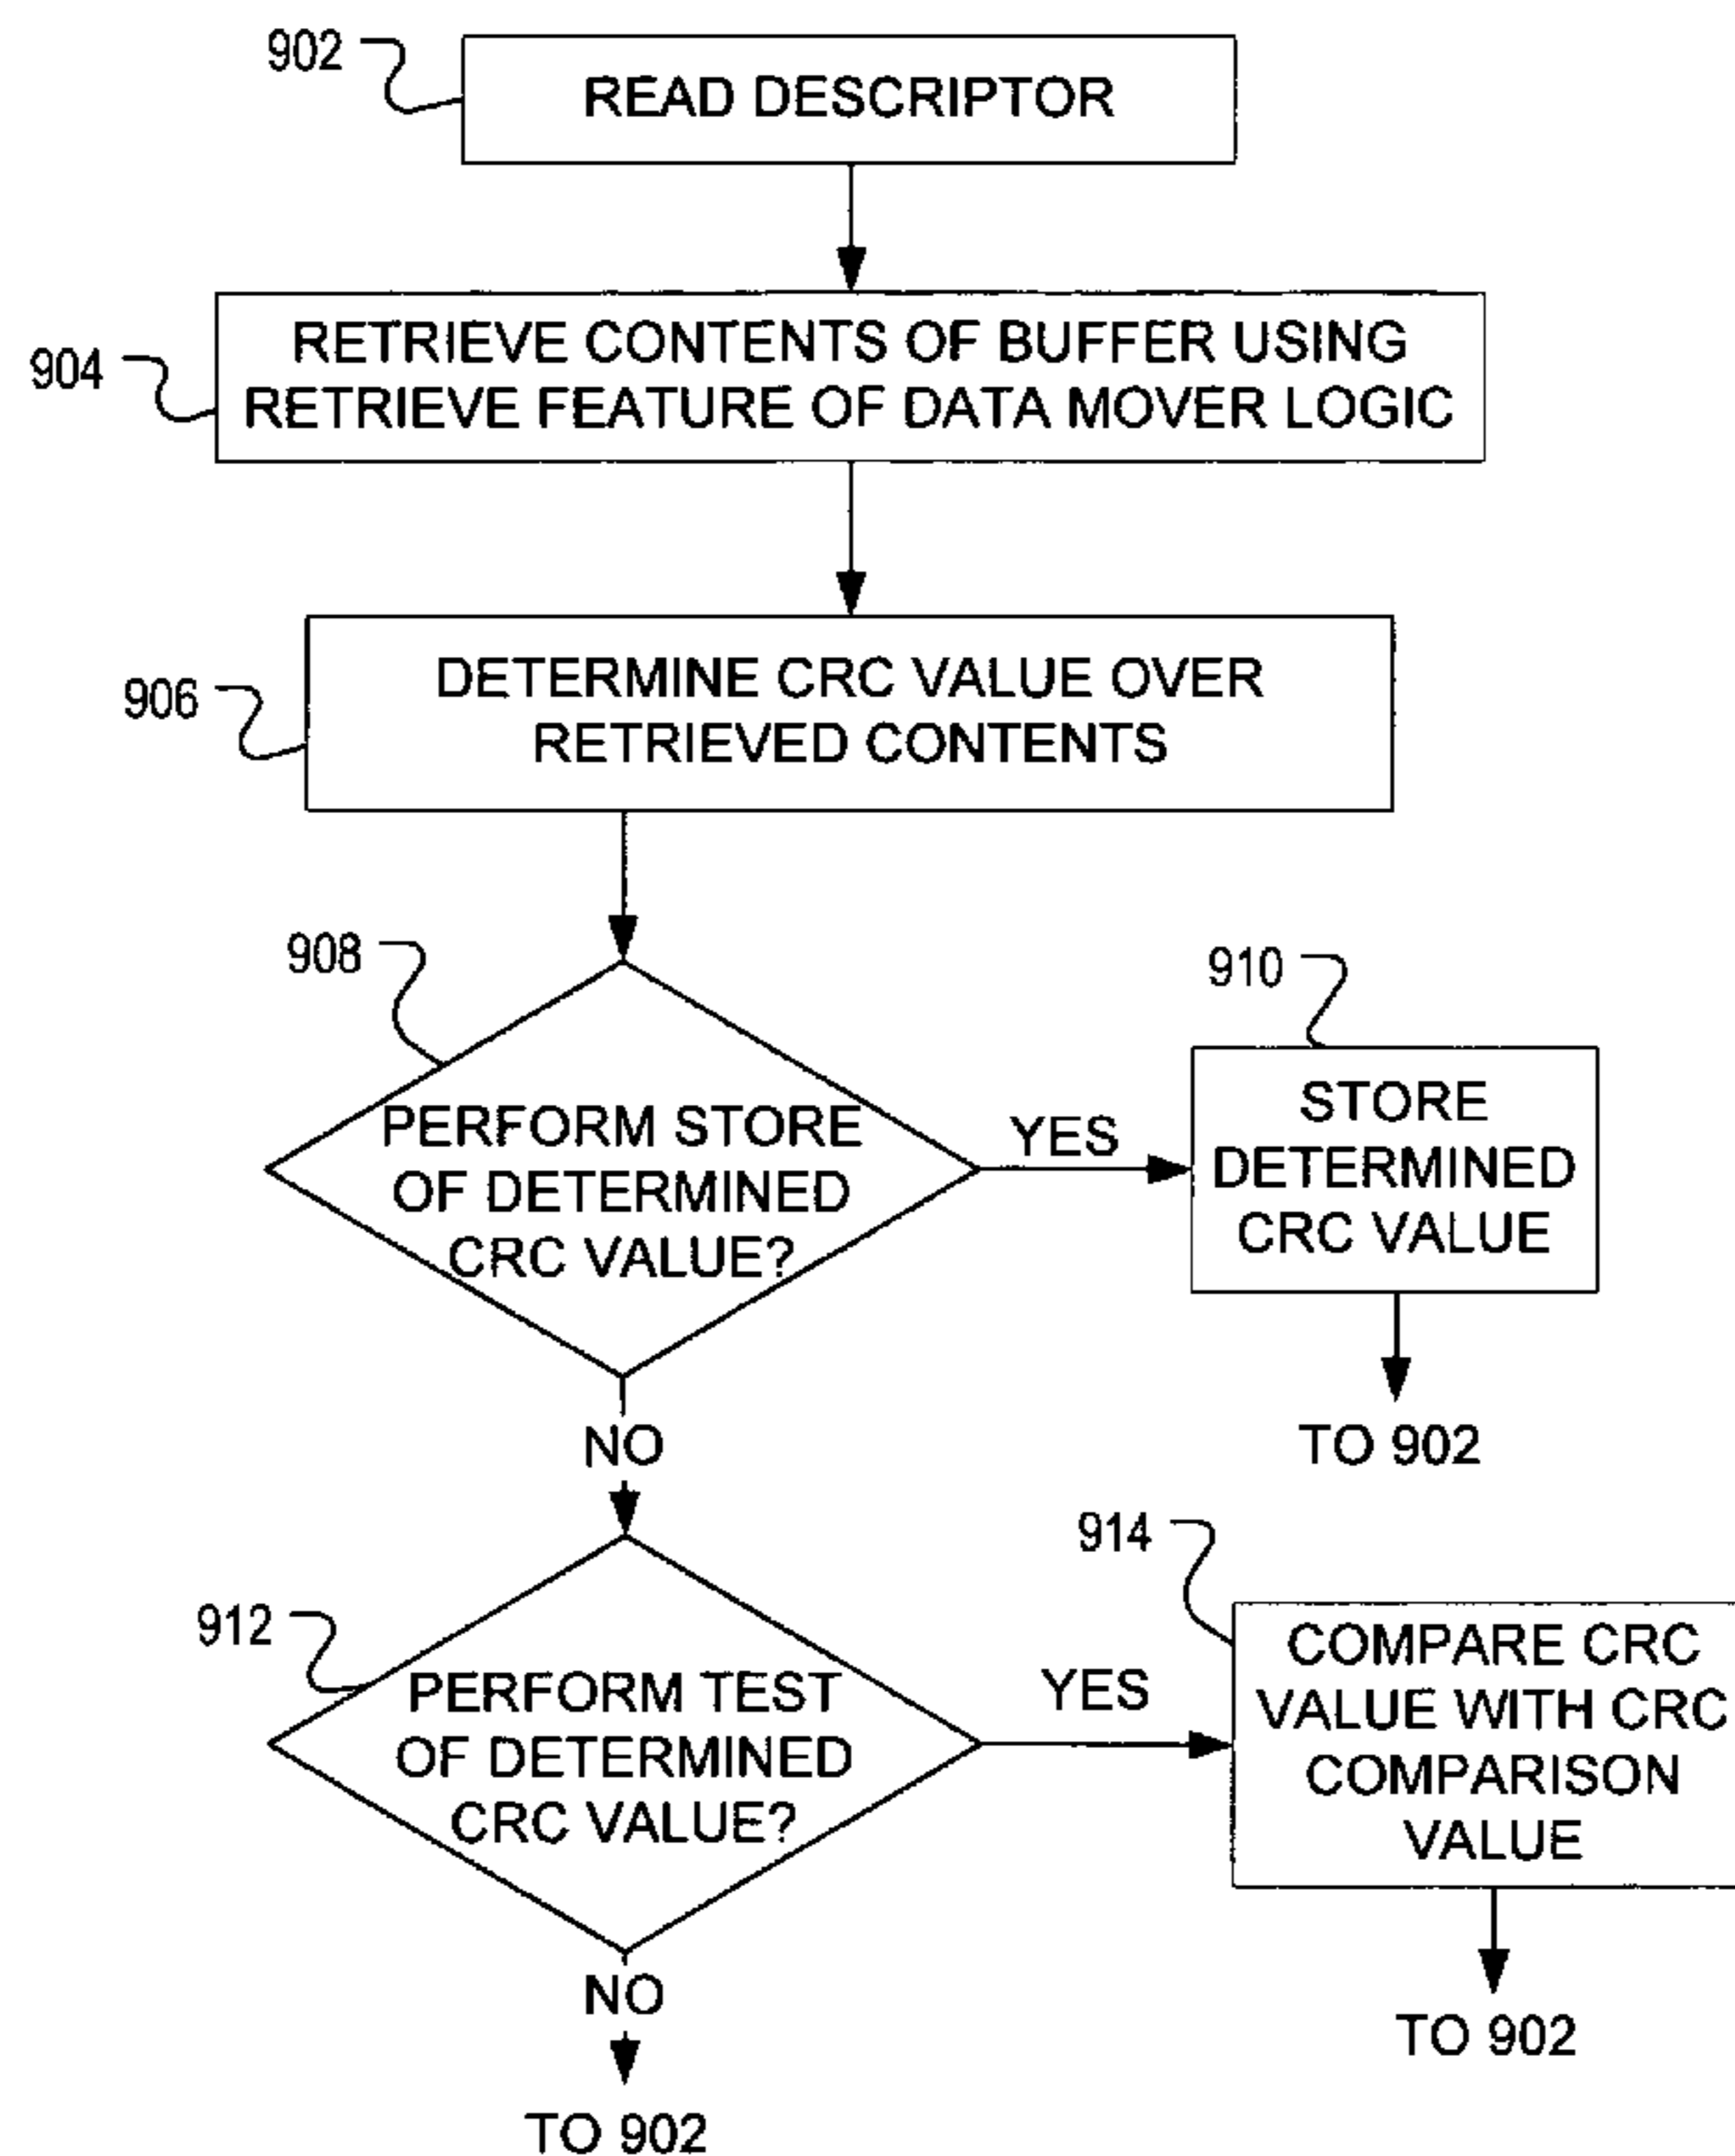 902
READ DESCRIPTOR
904
RETRIEVE CONTENTS OF BUFFER USING
RETRIEVE FEATURE OF DATA MOVER LOGIC
906
DETERMINE CRC VALUE OVER
RETRIEVED CONTENTS
908
PERFORM STORE
OF DETERMINED
CRC VALUE?
YES
910
STORE
DETERMINED
CRC VALUE
TO 902
NO
912
PERFORM TEST
OF DETERMINED
CRC VALUE?
YES
914
COMPARE CRC
VALUE WITH CRC
COMPARISON
VALUE
TO 902
NO
TO 902